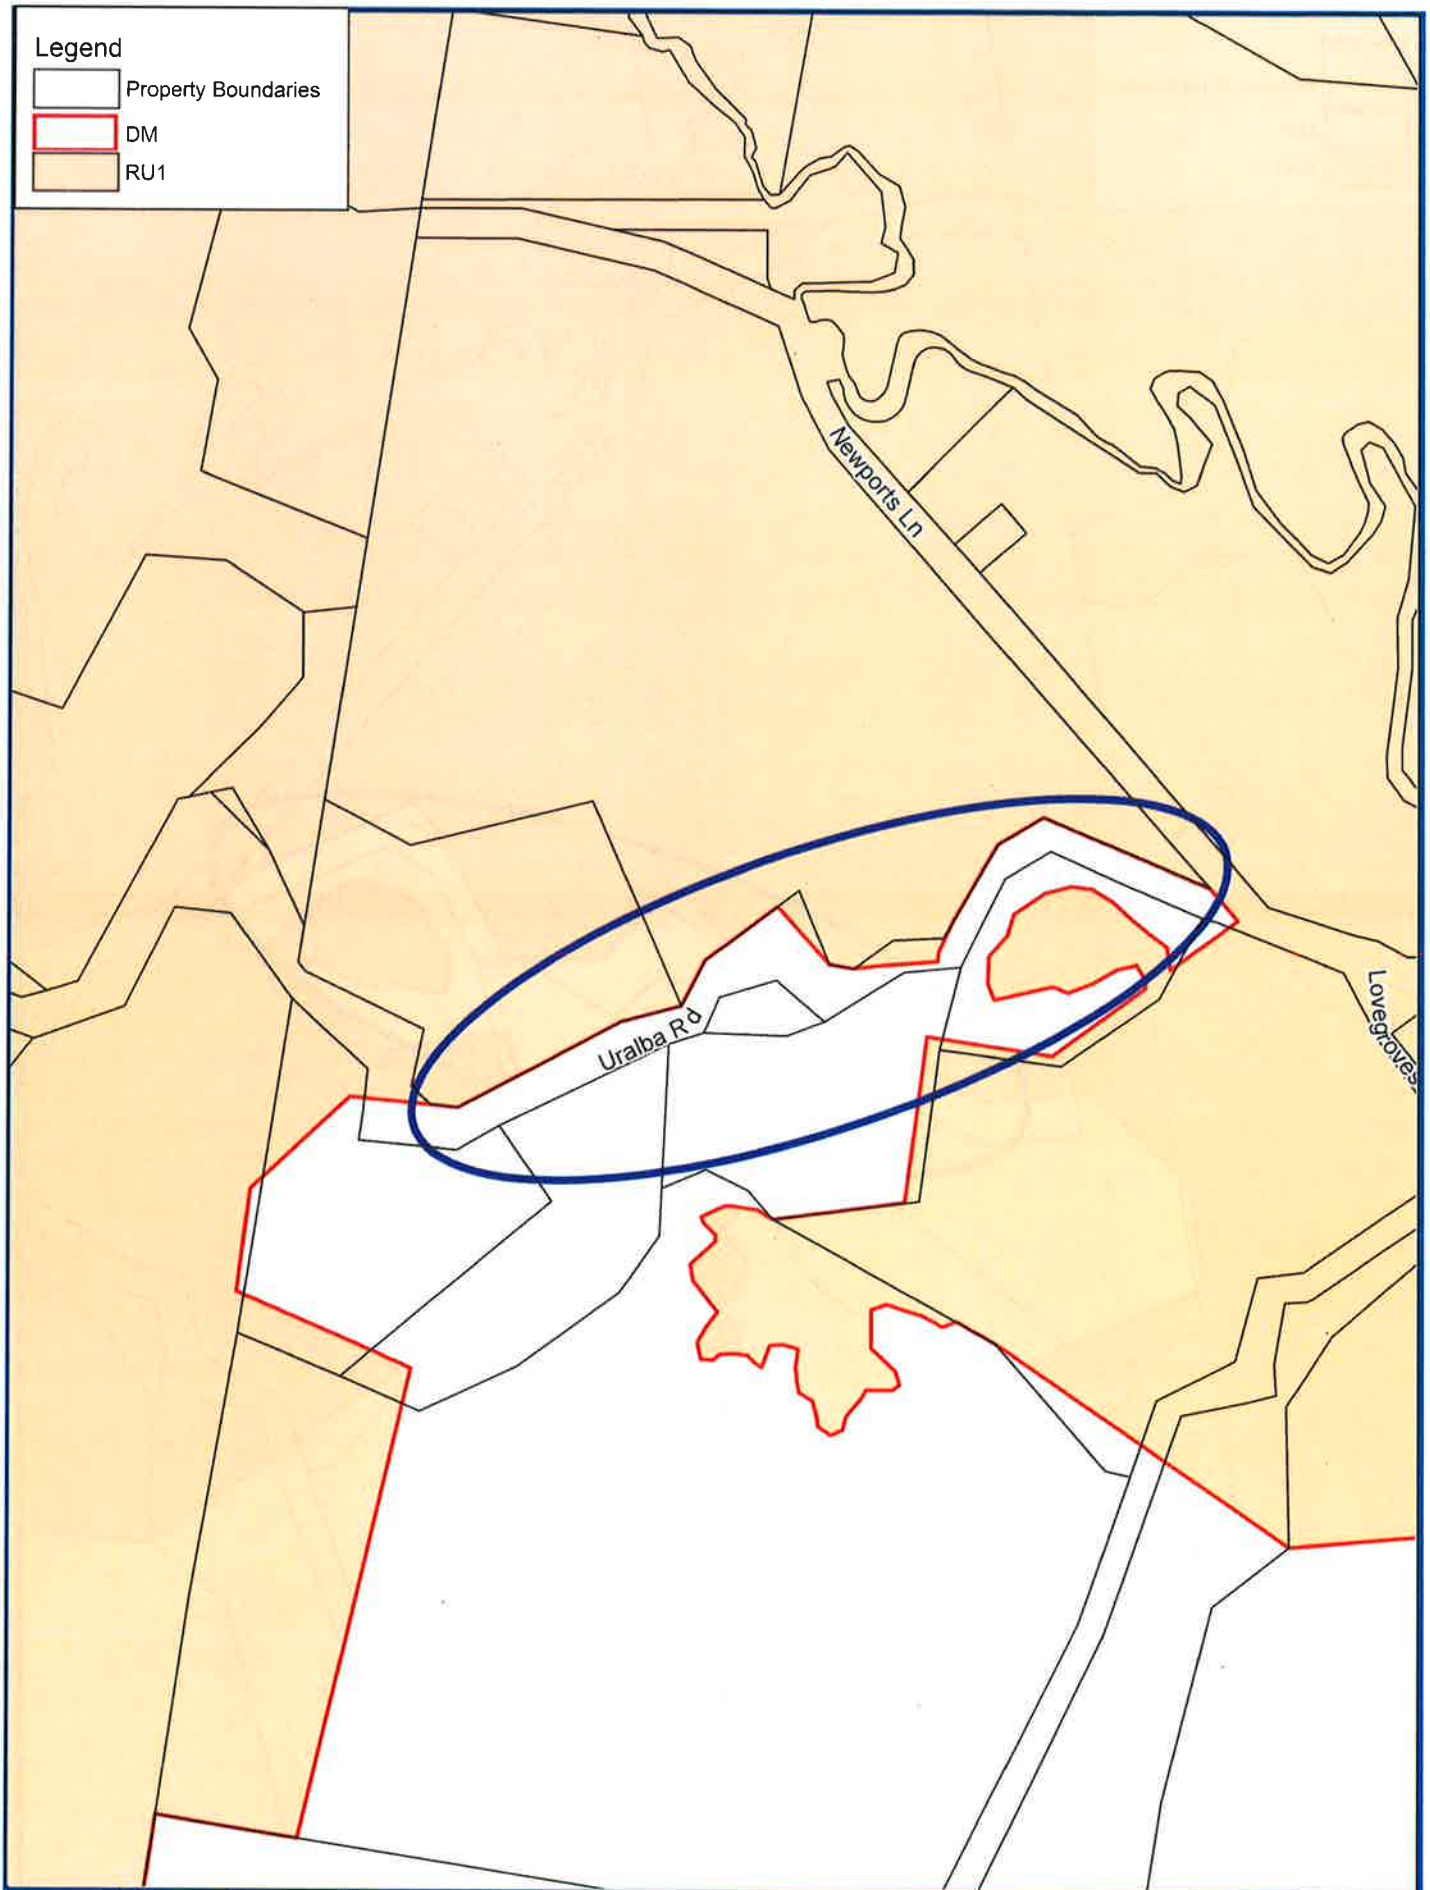 Legend
Property Boundaries
DM
RU1
Newports Ln
Uralba Rd
Lovegroves